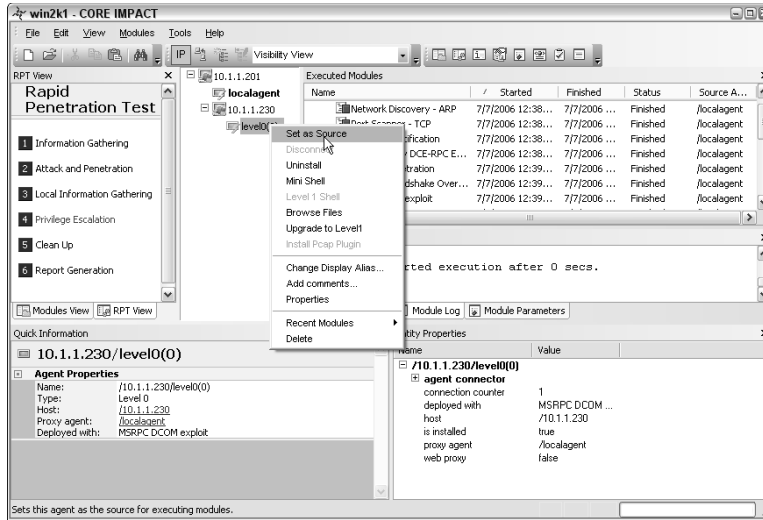 win2k1 - CORE IMPACT
File Edit View Modules Tools Help
IP Visibility View
RPT View
Rapid
Penetration Test
1 Information Gathering
2 Attack and Penetration
3 Local Information Gathering
4 Privilege Escalation
5 Clean Up
6 Report Generation
Modules View RPT View
10.1.1.201
localagent
10.1.1.230
level0(
Set as Source
Disconne
Uninstall
Mini Shell
Level 1 Shell
Browse Files
Upgrade to Level1
Install Pcap Plugin
Change Display Alias...
Add comments...
Properties
Recent Modules
Delete
Executed Modules
Name / Started Finished Status Source A...
Network Discovery - ARP 7/7/2006 12:38... 7/7/2006 ... Finished /localagent
Port Scanner - TCP 7/7/2006 12:38... 7/7/2006 ... Finished /localagent
tification 7/7/2006 12:38... 7/7/2006 ... Finished /localagent
DCE-RPC E... 7/7/2006 12:38... 7/7/2006 ... Finished /localagent
tration 7/7/2006 12:39... 7/7/2006 ... Finished /localagent
dshake Over... 7/7/2006 12:39... 7/7/2006 ... Finished /localagent
exploit 7/7/2006 12:39... 7/7/2006 ... Finished /localagent
rted execution after 0 secs.
Module Log Module Parameters
Quick Information
10.1.1.230/level0(0)
Agent Properties
Name: /10.1.1.230/level0(0)
Type: Level 0
Host: /10.1.1.230
Proxy agent: /localagent
Deployed with: MSRPC DCOM exploit
tity Properties
Name Value
/10.1.1.230/level0(0)
agent connector
connection counter 1
deployed with MSRPC DCOM ...
host /10.1.1.230
is installed true
proxy agent /localagent
web proxy false
Sets this agent as the source for executing modules.